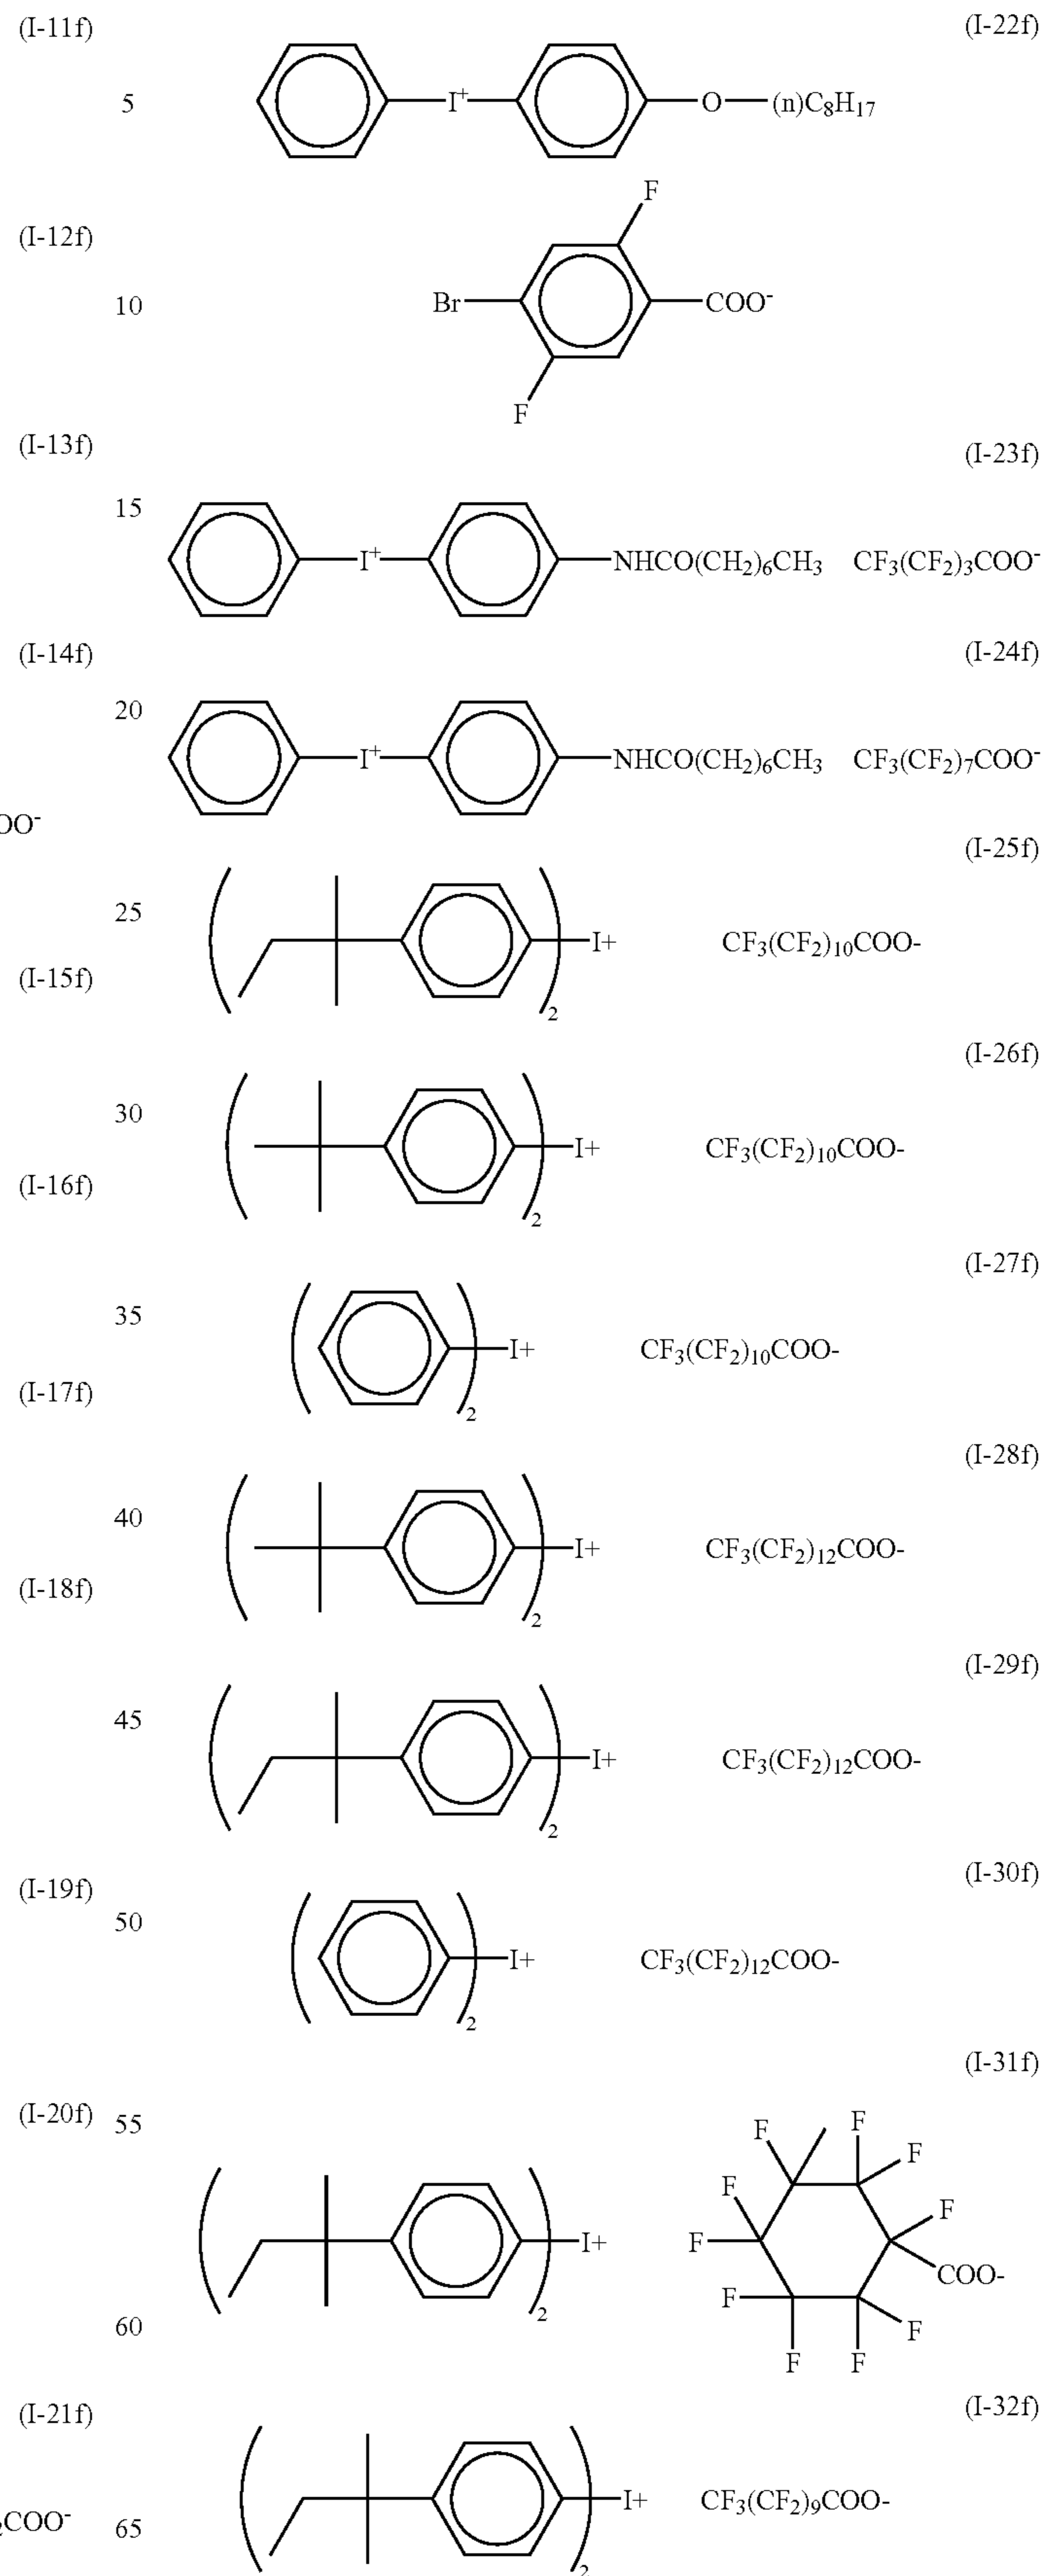 (I-11f)
(I-22f)
5
I+
O
(n)C8H17
F
(I-12f)
10
Br
COO-
F
(I-13f)
(I-23f)
15
I+
NHCO(CH2)6CH3
CF3(CF2)3COO-
(I-14f)
(I-24f)
20
I+
NHCO(CH2)6CH3
CF3(CF2)7COO-
OO-
(I-25f)
25
I+
CF3(CF2)10COO-
(I-15f)
2
(I-26f)
30
I+
CF3(CF2)10COO-
(I-16f)
2
(I-27f)
35
I+
CF3(CF2)10COO-
(I-17f)
2
(I-28f)
40
I+
CF3(CF2)12COO-
(I-18f)
2
(I-29f)
45
I+
CF3(CF2)12COO-
2
(I-19f)
(I-30f)
50
I+
CF3(CF2)12COO-
2
(I-31f)
(I-20f)
55
F
F
F
F
F
I+
F
COO-
2
F
F
60
F
F
(I-21f)
(I-32f)
I+
CF3(CF2)9COO-
COO-
65
2